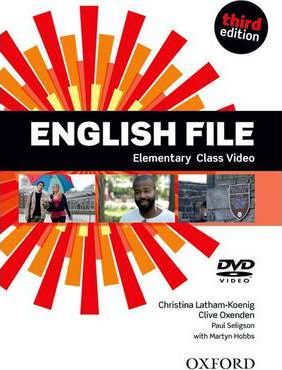 third
edition
ENGLISH FILE
Elementary Class Video
DVD
VIDEO
Christina Latham-Koenig
Clive Oxenden
Paul Seligson
with Martyn Hobbs
OXFORD